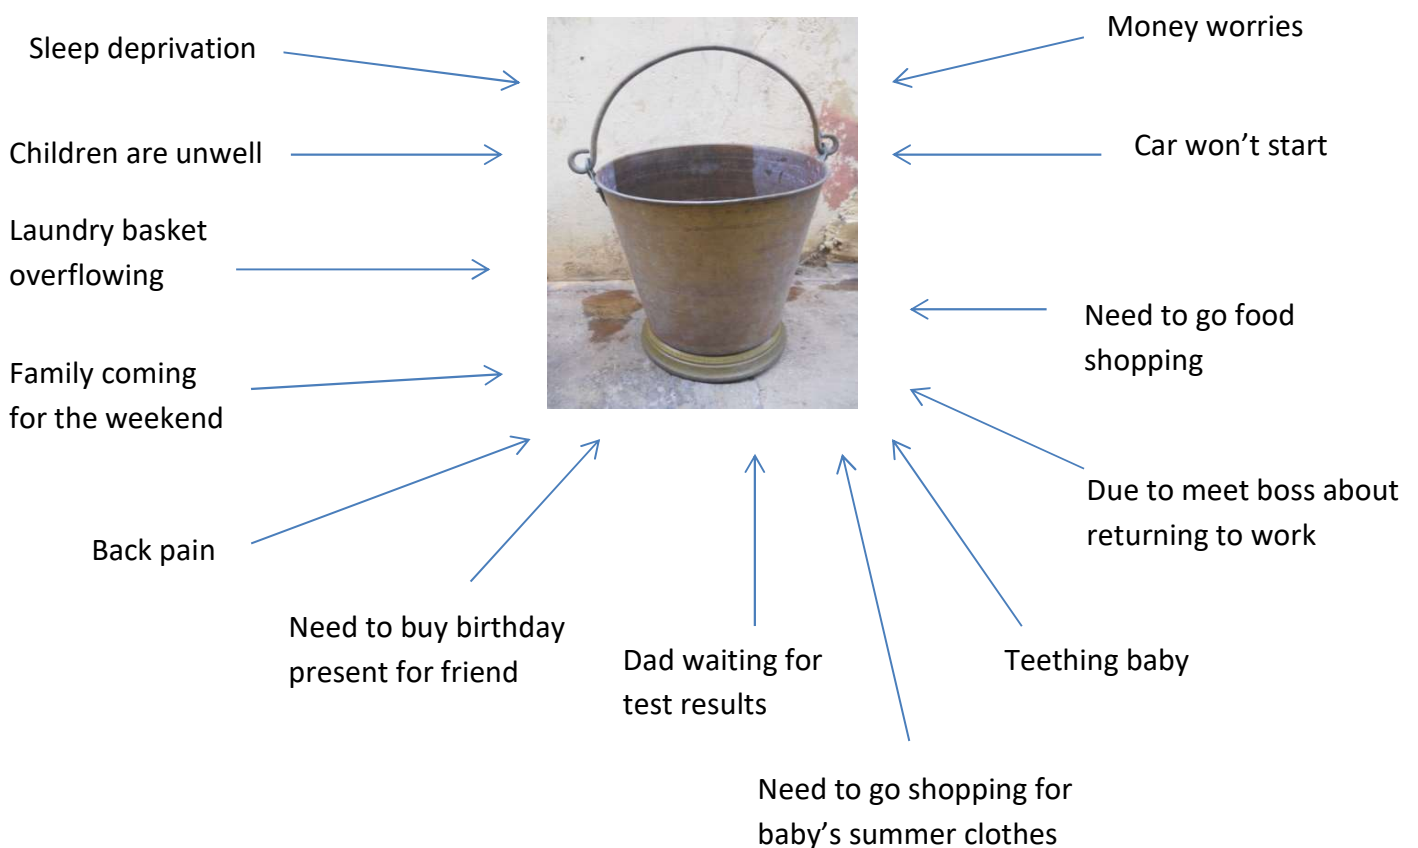 Sleep deprivation
Children are unwell
Laundry basket
overflowing
Family coming
for the weekend
Back pain
Need to buy birthday
present for friend
Dad waiting for
test results
Need to go shopping for
baby’s summer clothes
Teething baby
Due to meet boss about
returning to work
Need to go food
shopping
Car won’t start
Money worries